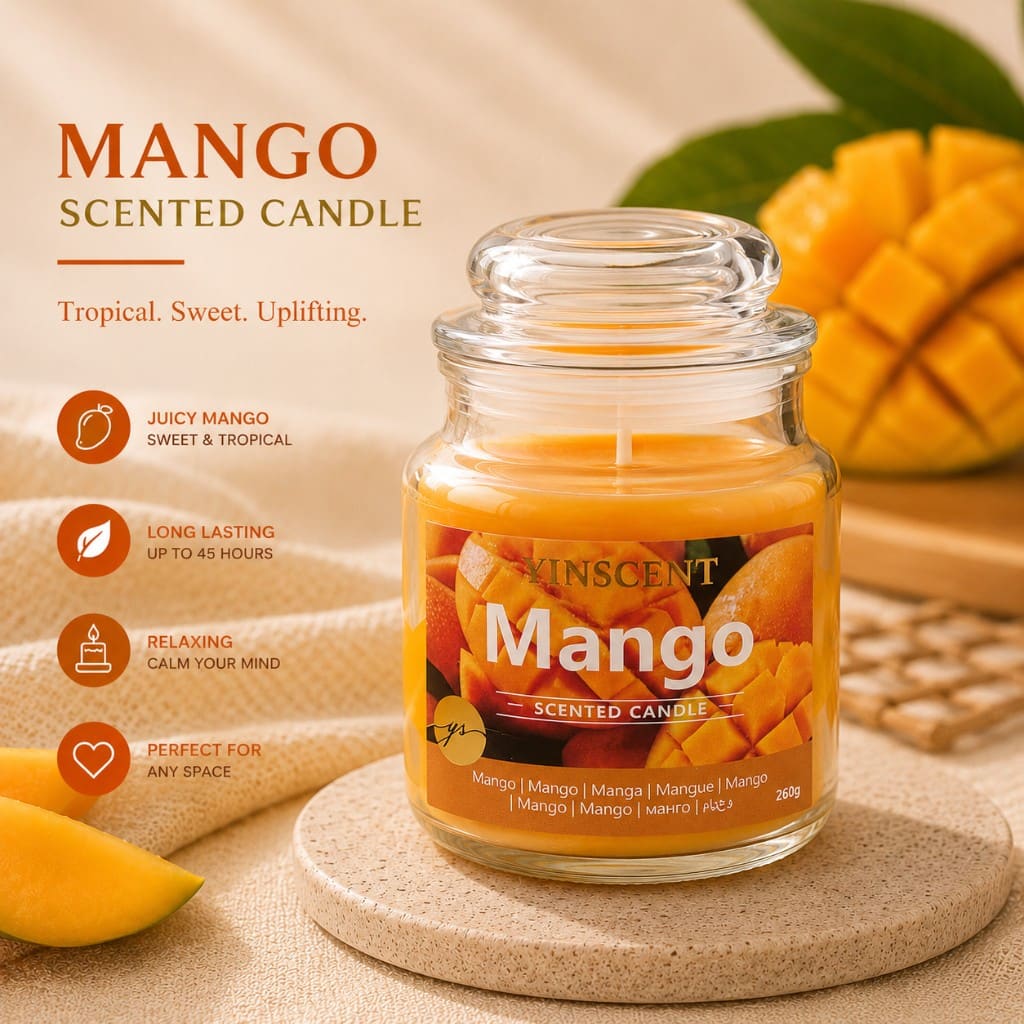 MANGO
SCENTED CANDLE
Tropical. Sweet. Uplifting.
JUICY MANGO
SWEET & TROPICAL
LONG LASTING
UP TO 45 HOURS
RELAXING
CALM YOUR MIND
PERFECT FOR
ANY SPACE
YINSCENT
Mango
SCENTED CANDLE
ys
Mango | Mango | Manga | Mangue | Mango
| Mango | Mango | манго |
260g